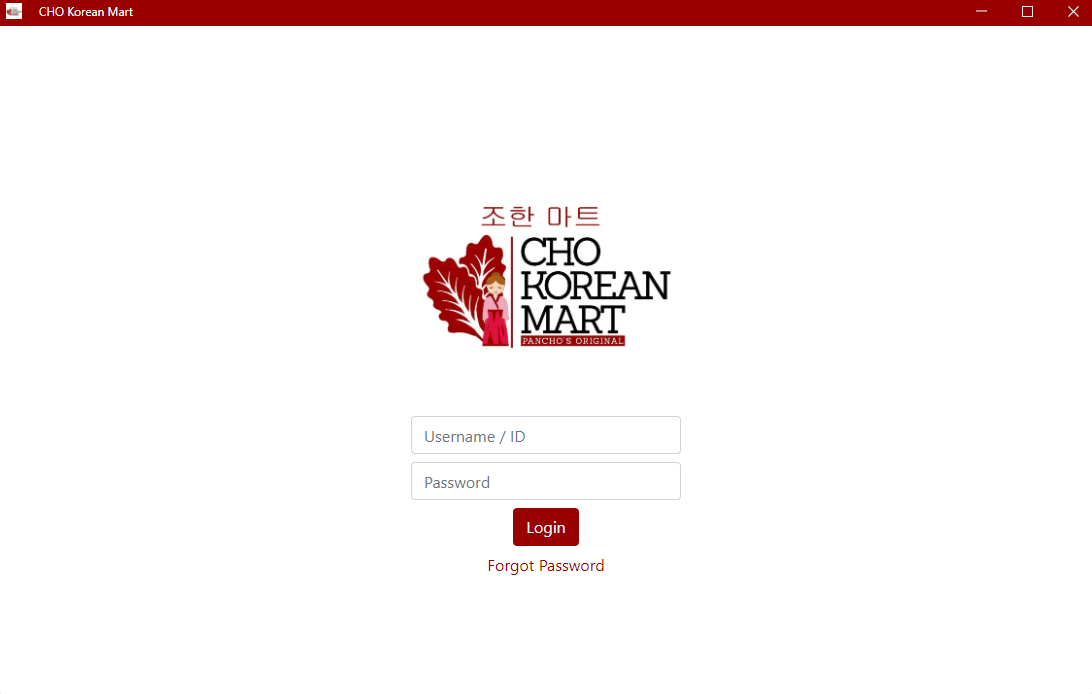 CHO Korean Mart
조한 마트
CHO
KOREAN
MART
PANCHO'S ORIGINAL
Username / ID
Password
Login
Forgot Password